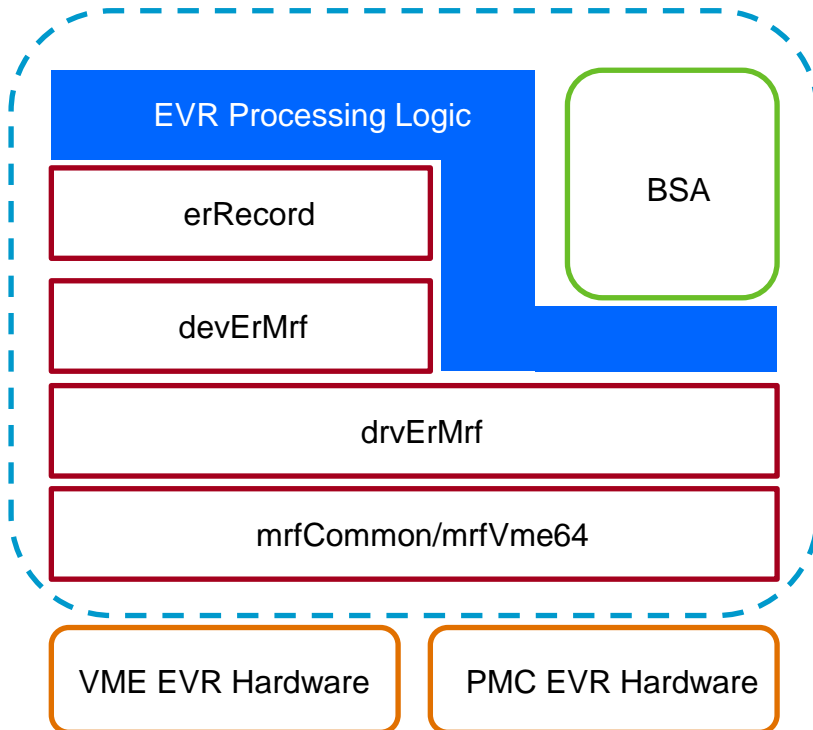 EVR Processing Logic
BSA
erRecord
devErMrf
drvErMrf
mrfCommon/mrfVme64
VME EVR Hardware
PMC EVR Hardware